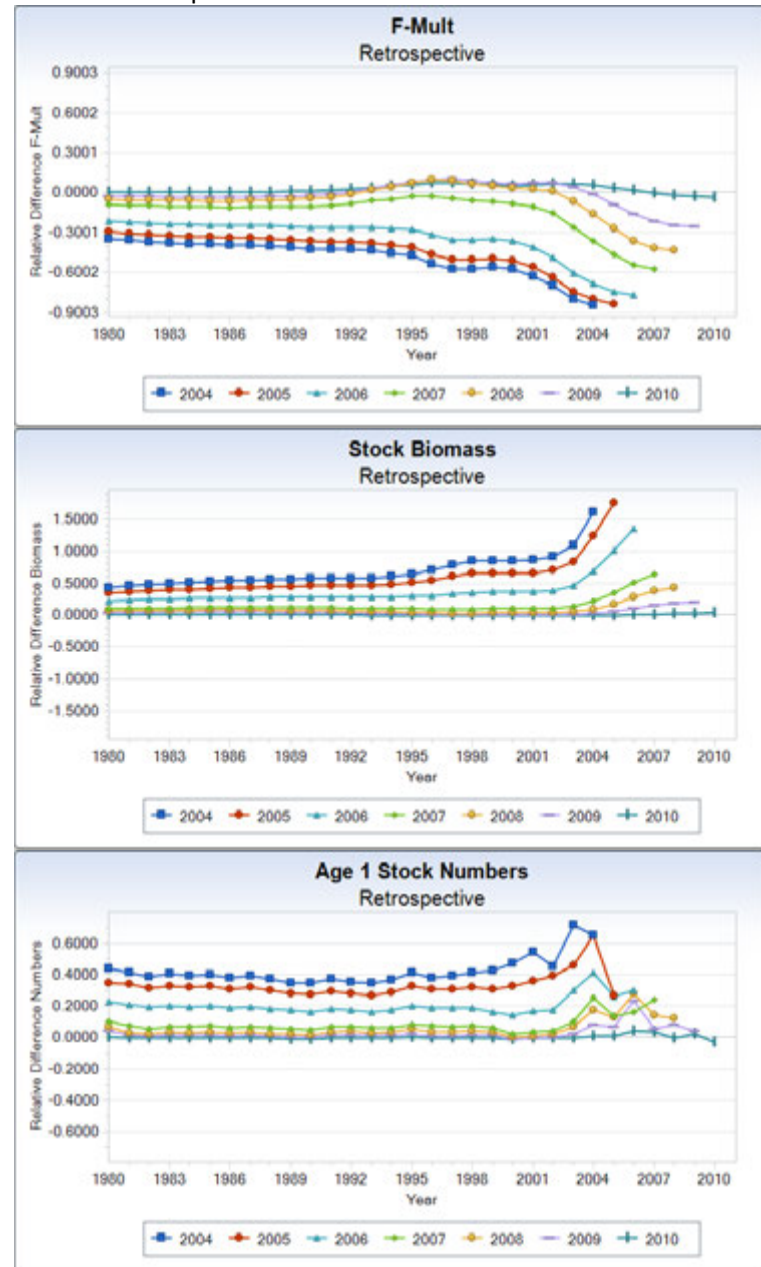 F-Mult
Retrospective
0.9003
0.6002
0.3001
0.0000
-0.3001
-0.6002
-0.9003
Relative Difference F-Mult
1980 1983 1986 1989 1992 1995 1998 2001 2004 2007 2010
Year
2004 2005 2006 2007 2008 2009 2010
Stock Biomass
Retrospective
1.5000
1.0000
0.5000
0.0000
-0.5000
-1.0000
-1.5000
Relative Difference Biomass
1980 1983 1986 1989 1992 1995 1998 2001 2004 2007 2010
Year
2004 2005 2006 2007 2008 2009 2010
Age 1 Stock Numbers
Retrospective
0.6000
0.4000
0.2000
0.0000
-0.2000
-0.4000
-0.6000
Relative Difference Numbers
1980 1983 1986 1989 1992 1995 1998 2001 2004 2007 2010
Year
2004 2005 2006 2007 2008 2009 2010